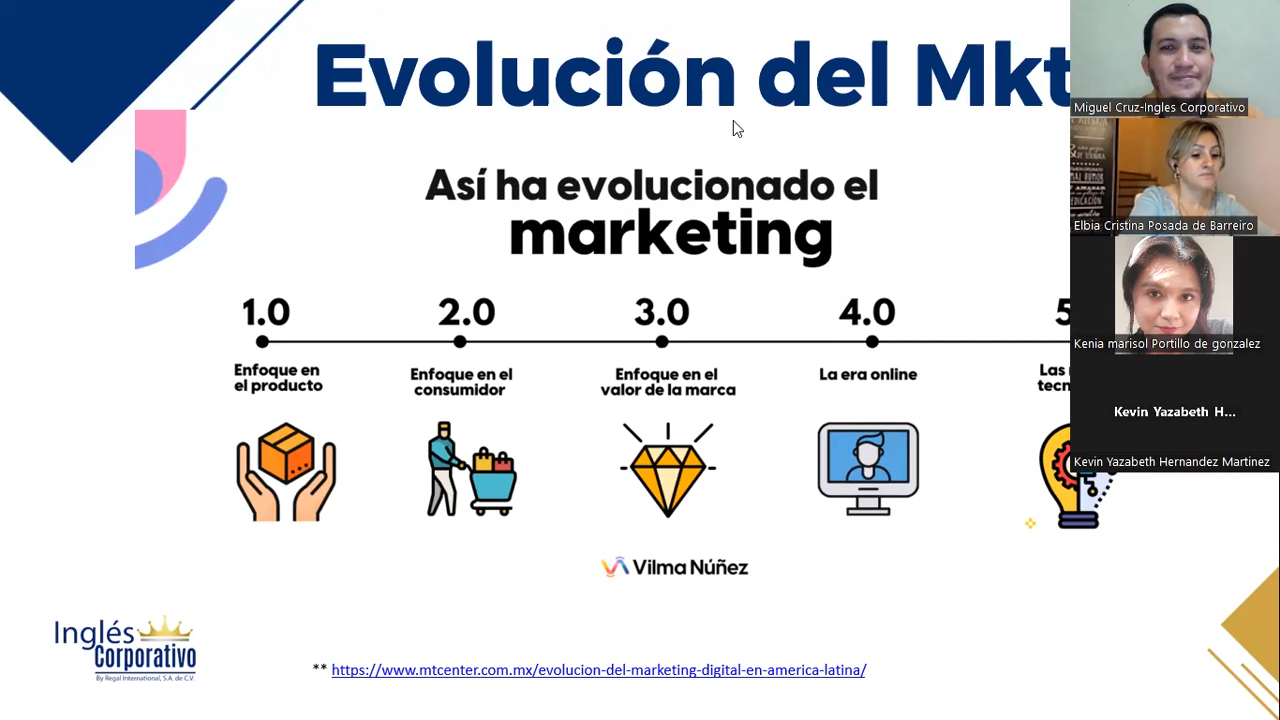 Evolución del Mkt
Así ha evolucionado el
marketing
1.0
2.0
3.0
4.0
5
Enfoque en
el producto
Enfoque en el
consumidor
Enfoque en el
valor de la marca
La era online
Las
Vilma Núñez
Inglés
Corporativo
By Regal International, S.A. de C.V.
** https://www.mtcenter.com.mx/evolucion-del-marketing-digital-en-america-latina/
Miguel Cruz-Ingles Corporativo
Elbia Cristina Posada de Barreiro
Kenia marisol Portillo de gonzalez
Kevin Yazabeth H...
Kevin Yazabeth Hernandez Martinez